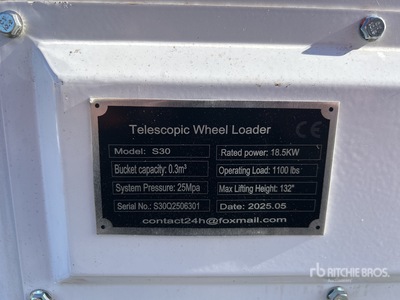 Telescopic Wheel Loader CE
Model: S30 Rated power: 18.5KW
Bucket capacity: 0.3m³ Operating Load: 1100 lbs
System Pressure: 25Mpa Max Lifting Height: 132"
Serial No.: S30Q2506301 Date: 2025.05
contact24h@foxmail.com
rb RITCHIE BROS.